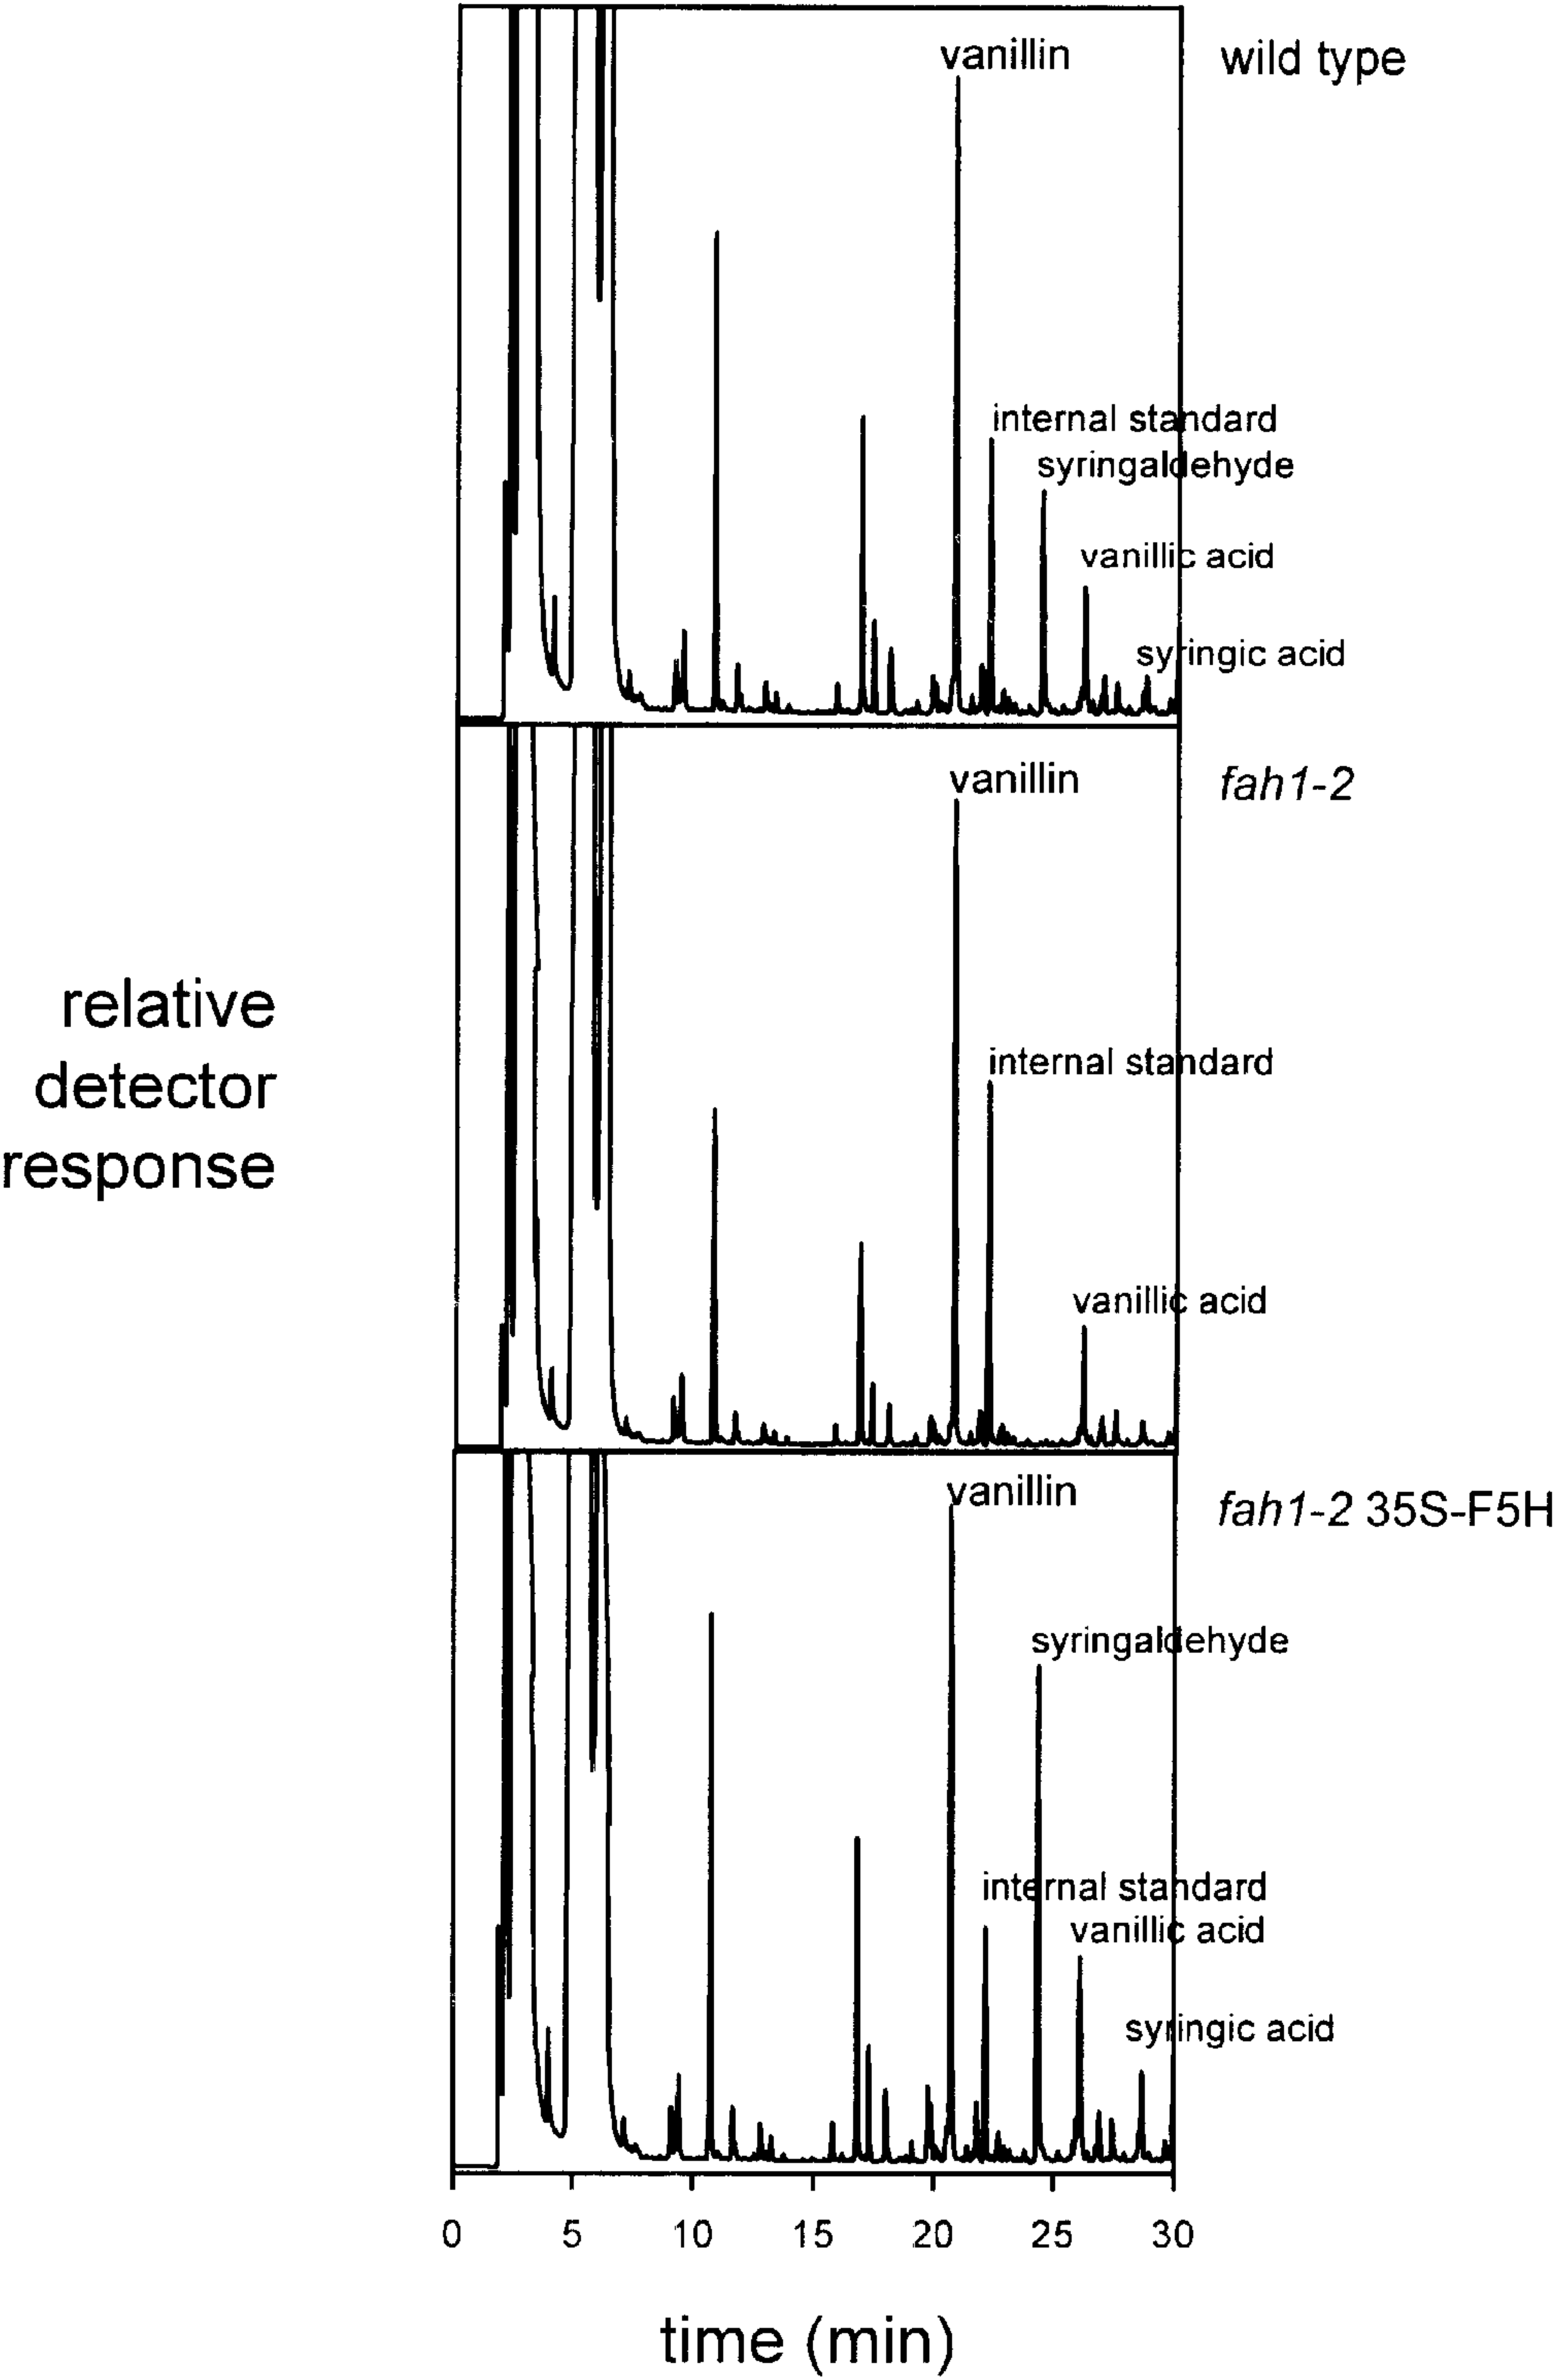 vanillin
wild type
internal standard
syringaldehyde
vanillic acid
syringic acid
vanillin
fah1-2
relative
detector
response
internal standard
vanillic acid
vanillin
fah1-2 35S-F5H
syringaldehyde
internal standard
vanillic acid
syringic acid
0 5 10 15 20 25 30
time (min)